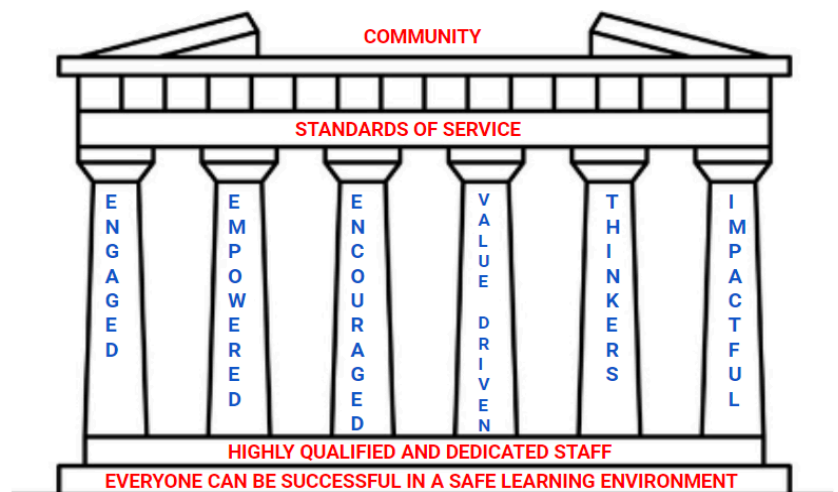 COMMUNITY
STANDARDS OF SERVICE
ENGAGED
EMPOWERED
ENCOURAGED
VALUE DRIVEN
THINKERS
IMPACTFUL
HIGHLY QUALIFIED AND DEDICATED STAFF
EVERYONE CAN BE SUCCESSFUL IN A SAFE LEARNING ENVIRONMENT